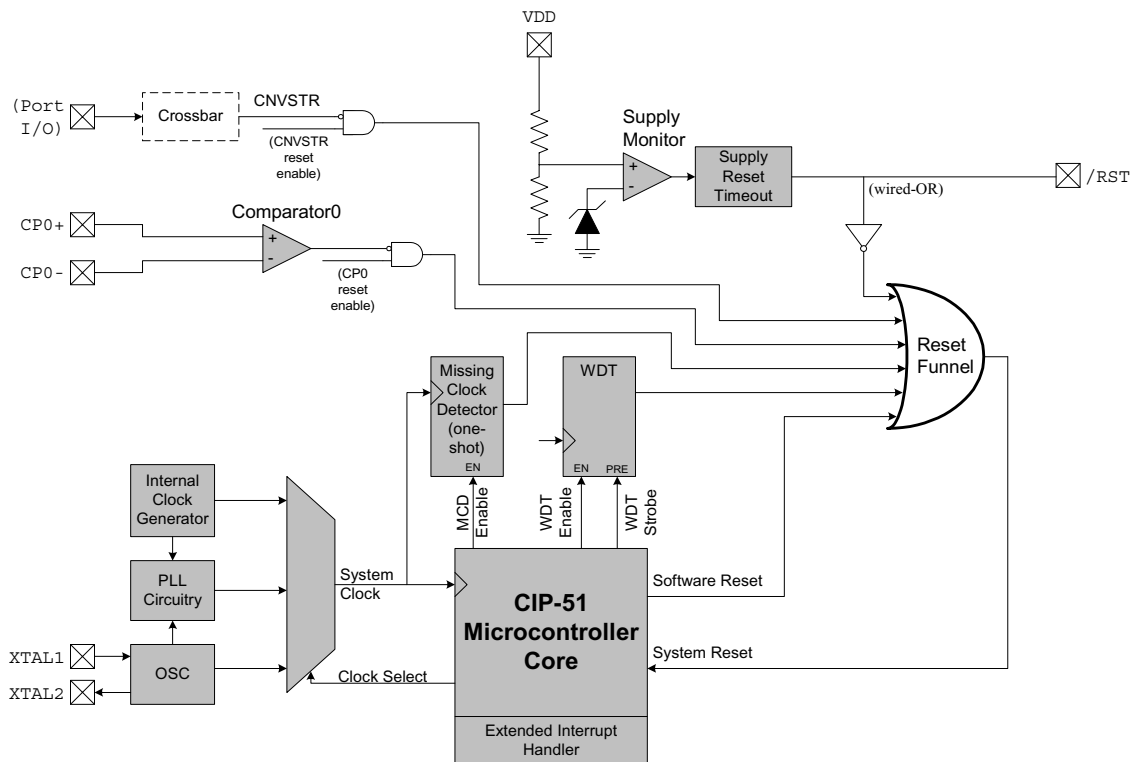 VDD
(Port
I/O)
Crossbar
CNVSTR
(CNVSTR
reset
enable)
Supply
Monitor
+
-
Supply
Reset
Timeout
(wired-OR)
/RST
CP0+
CP0-
Comparator0
+
-
(CP0
reset
enable)
Reset
Funnel
Missing
Clock
Detector
(one-
shot)
EN
WDT
EN
PRE
MCD
Enable
WDT
Enable
WDT
Strobe
Internal
Clock
Generator
PLL
Circuitry
OSC
XTAL1
XTAL2
System
Clock
Clock Select
CIP-51
Microcontroller
Core
Software Reset
System Reset
Extended Interrupt
Handler